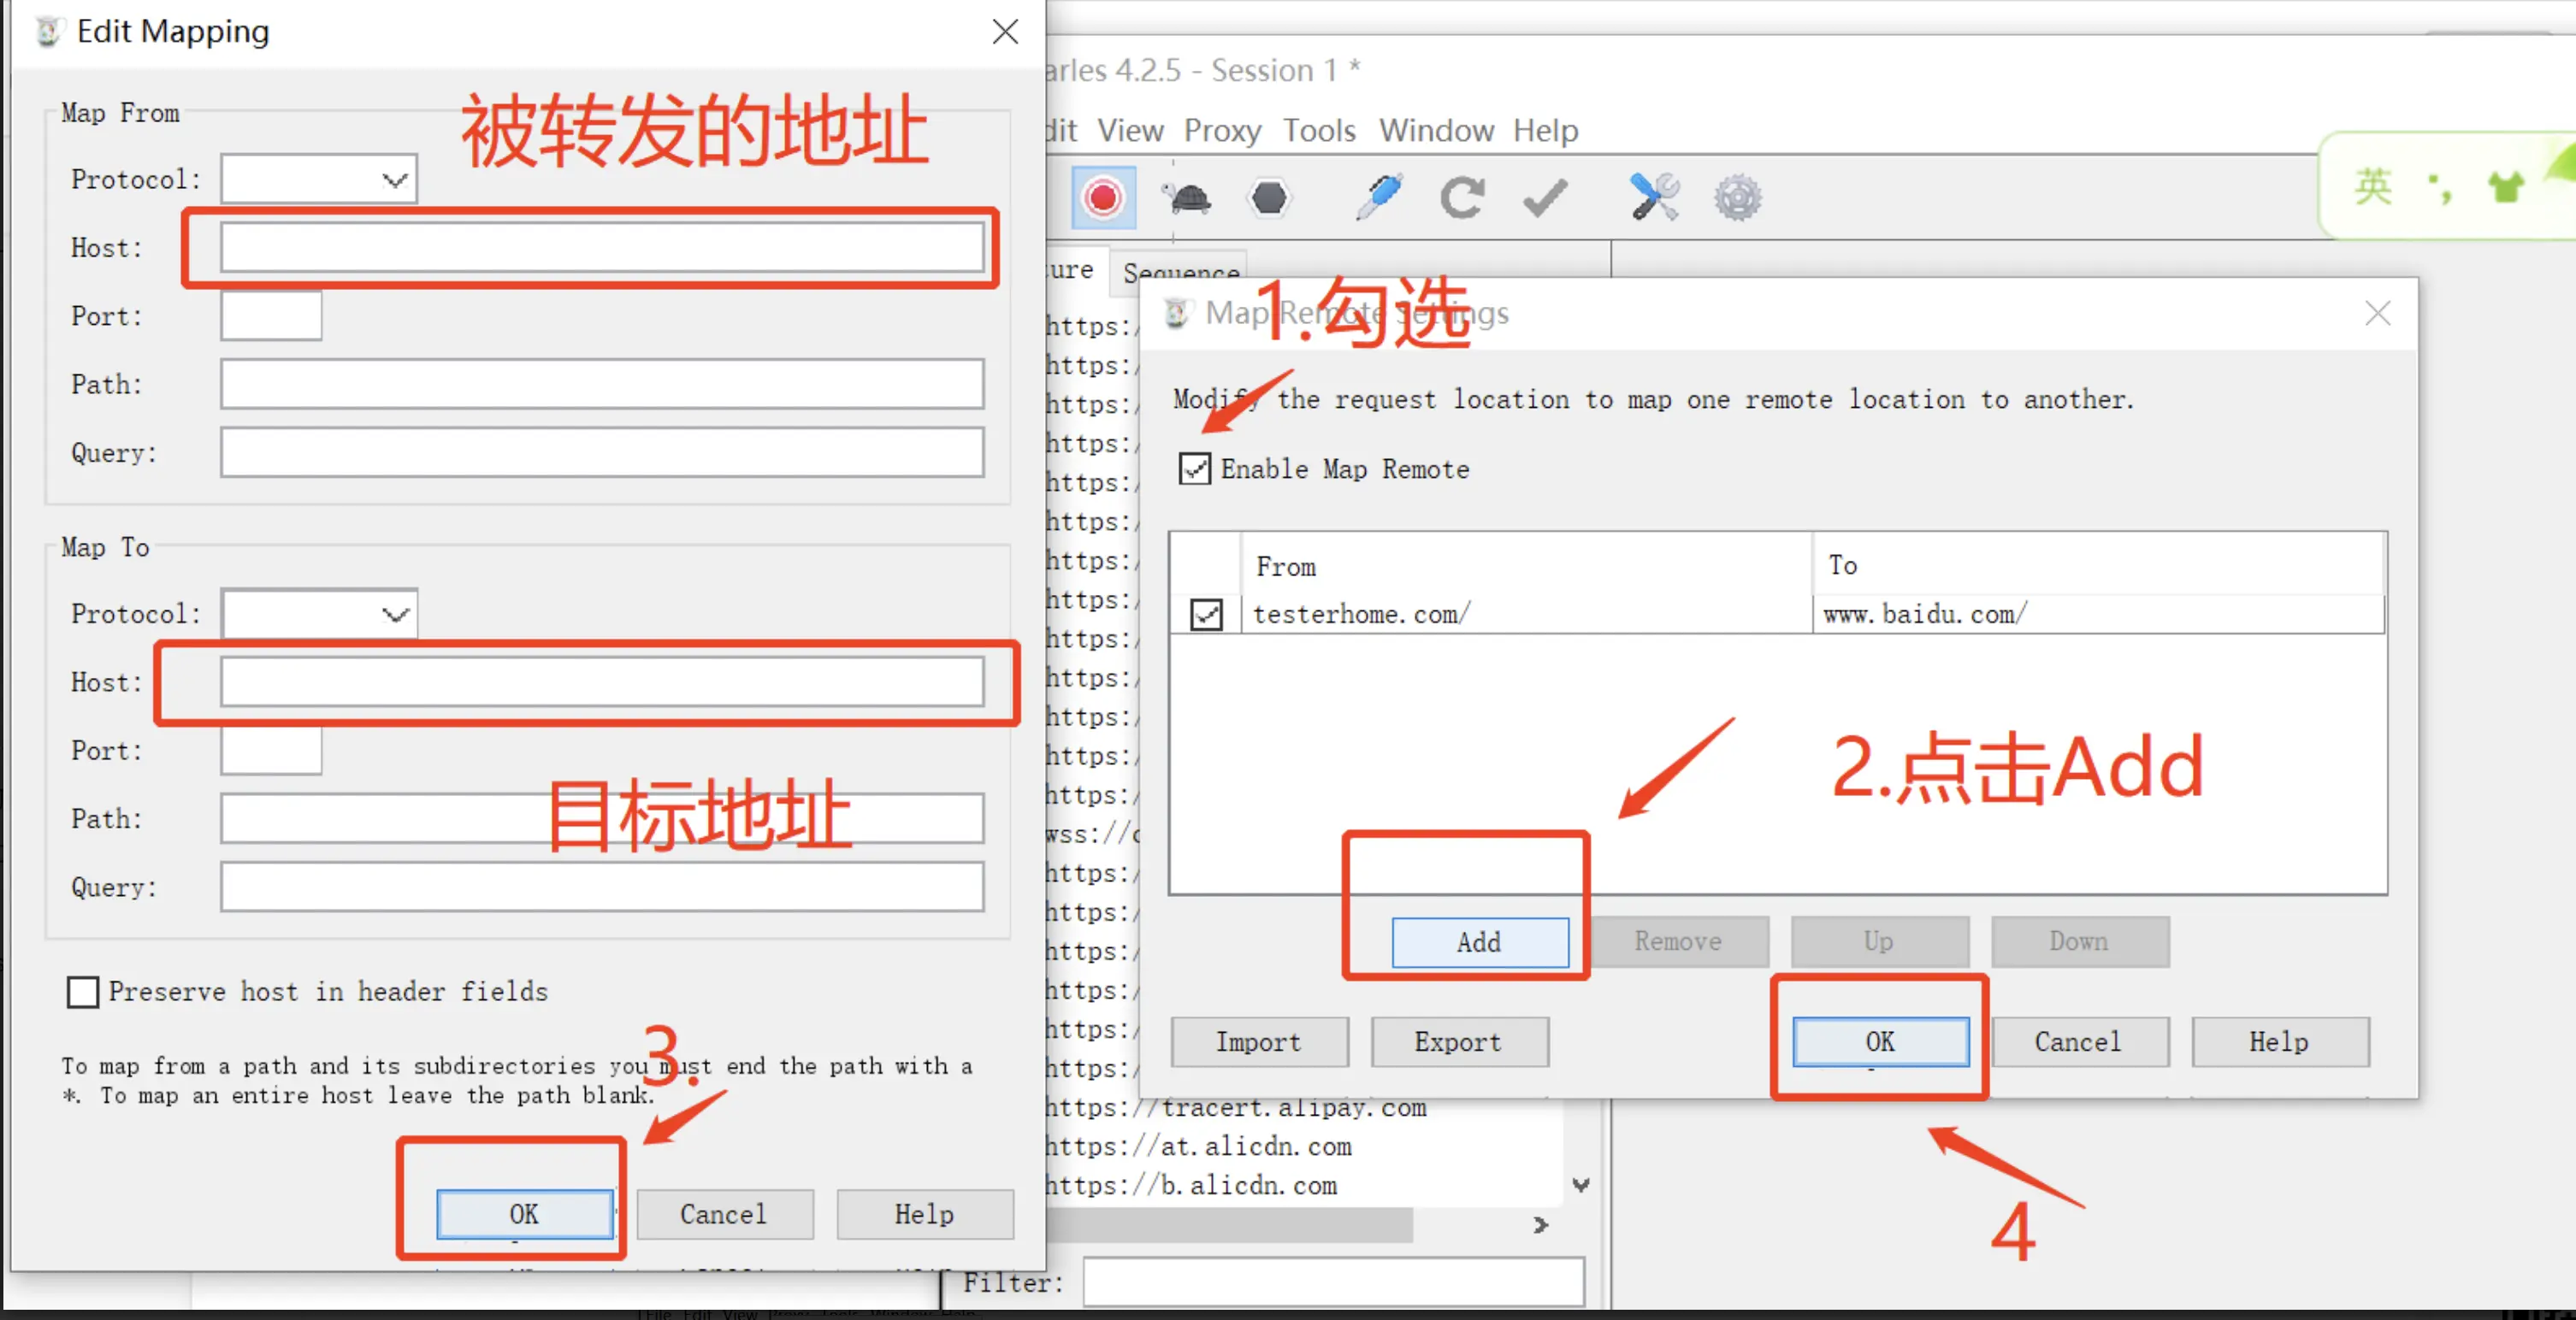 Edit Mapping
Map From
被转发的地址
Protocol:
Host:
Port:
Path:
Query:
Map To
Protocol:
Host:
Port:
目标地址
Path:
Query:
Preserve host in header fields
3.
To map from a path and its subdirectories you must end the path with a
*. To map an entire host leave the path blank.
OK
Cancel
Help
arles 4.2.5 - Session 1 *
dit View Proxy Tools Window Help
英
ure
Sequence
Map Remote Settings
1.勾选
Modify the request location to map one remote location to another.
Enable Map Remote
From
To
testerhome.com/
www.baidu.com/
2.点击Add
Add
Remove
Up
Down
Import
Export
OK
Cancel
Help
4
https:/
https:/
https:/
https:/
https:/
https:/
https:/
https:/
https:/
https:/
https:/
https:/
https:/
wss://c
https:/
https:/
https:/
https:/
https:/
https:/
https://tracert.alipay.com
https://at.alicdn.com
https://b.alicdn.com
Filter: